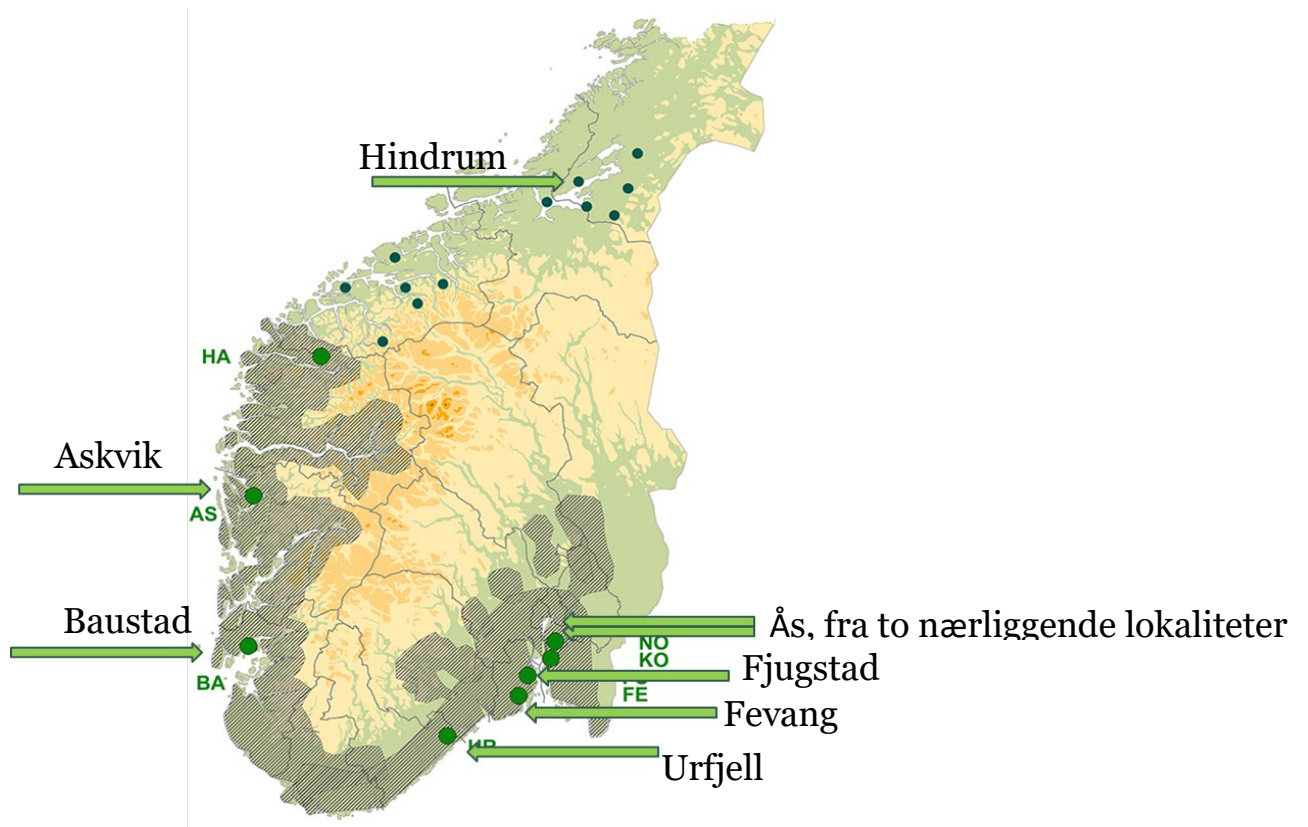 Hindrum
HA
Askvik
AS
Baustad
BA
Ås, fra to nærliggende lokaliteter
NO
KO
Fjugstad
FE
Fevang
Urfjell